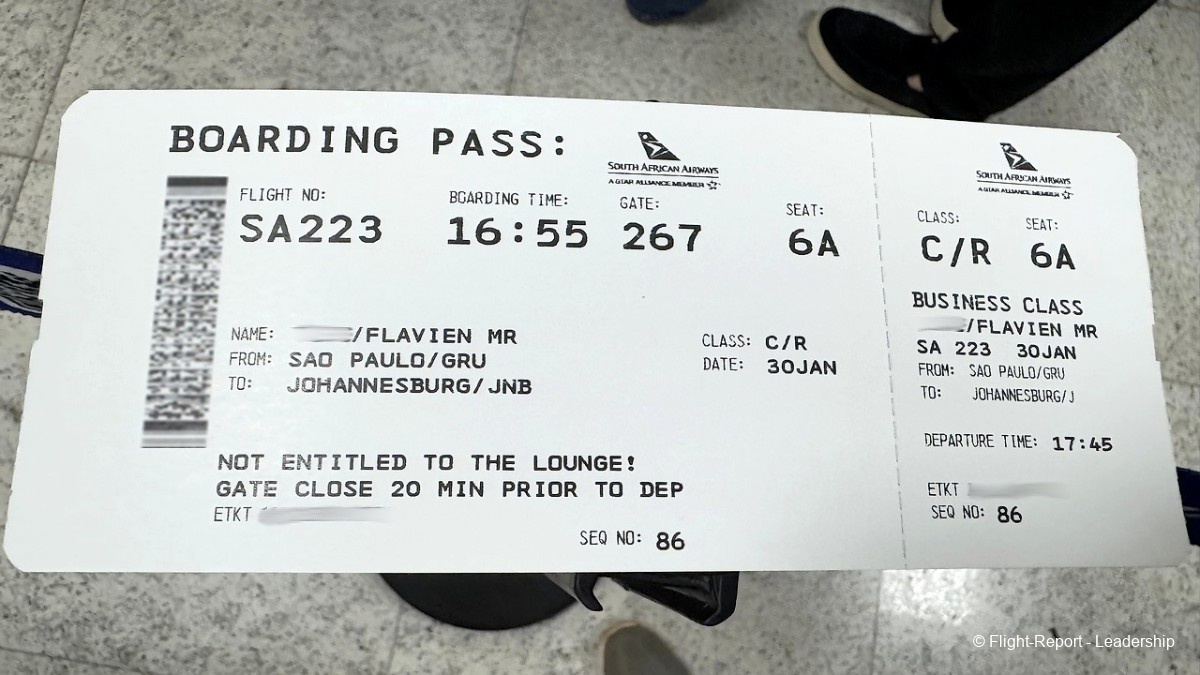 BOARDING PASS:
SOUTH AFRICAN AIRWAYS
A STAR ALLIANCE MEMBER
FLIGHT NO: BOARDING TIME: GATE: SEAT:
SA223 16:55 267 6A
NAME: /FLAVIEN MR
FROM: SAO PAULO/GRU
TO: JOHANNESBURG/JNB
CLASS: C/R
DATE: 30JAN
NOT ENTITLED TO THE LOUNGE!
GATE CLOSE 20 MIN PRIOR TO DEP
ETKT
SEQ NO: 86
SOUTH AFRICAN AIRWAYS
A STAR ALLIANCE MEMBER
CLASS: SEAT:
C/R 6A
BUSINESS CLASS
/FLAVIEN MR
SA 223 30JAN
FROM: SAO PAULO/GRU
TO: JOHANNESBURG/J
DEPARTURE TIME: 17:45
ETKT
SEQ NO: 86
© Flight-Report - Leadership